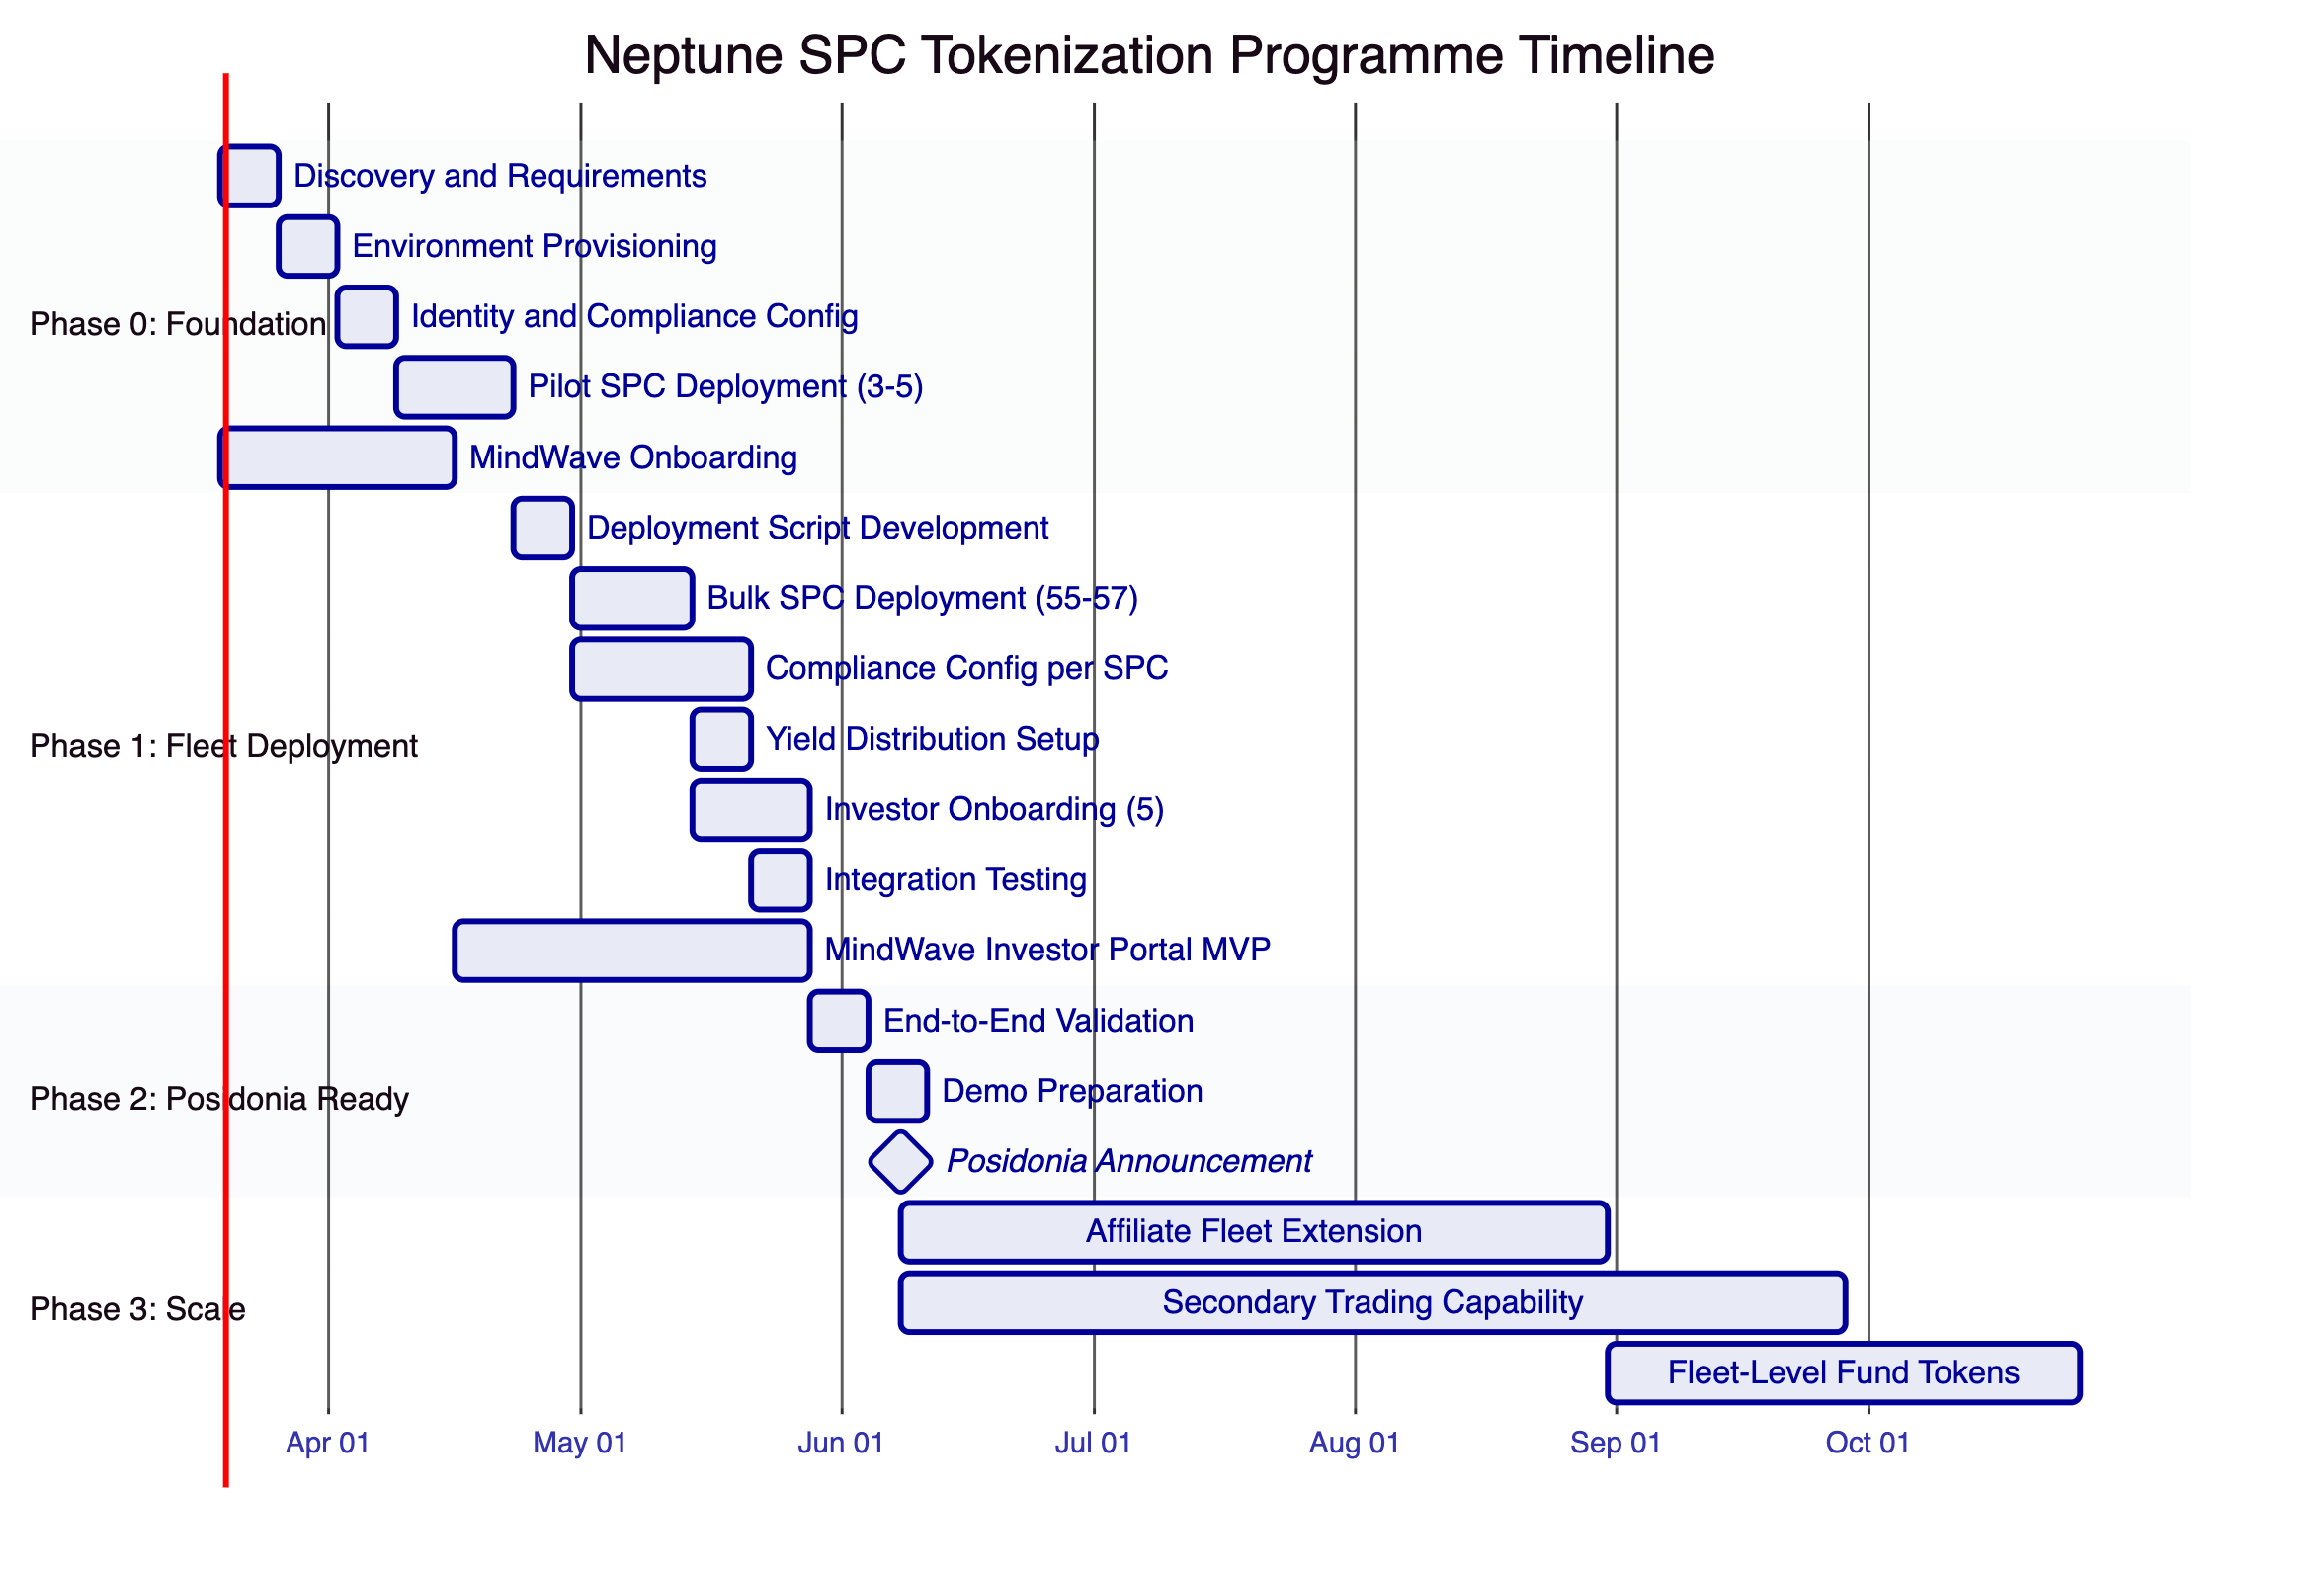 Neptune SPC Tokenization Programme Timeline
Phase 0: Foundation
Discovery and Requirements
Environment Provisioning
Identity and Compliance Config
Pilot SPC Deployment (3-5)
MindWave Onboarding
Phase 1: Fleet Deployment
Deployment Script Development
Bulk SPC Deployment (55-57)
Compliance Config per SPC
Yield Distribution Setup
Investor Onboarding (5)
Integration Testing
MindWave Investor Portal MVP
Phase 2: Posidonia Ready
End-to-End Validation
Demo Preparation
Posidonia Announcement
Phase 3: Scale
Affiliate Fleet Extension
Secondary Trading Capability
Fleet-Level Fund Tokens
Apr 01
May 01
Jun 01
Jul 01
Aug 01
Sep 01
Oct 01